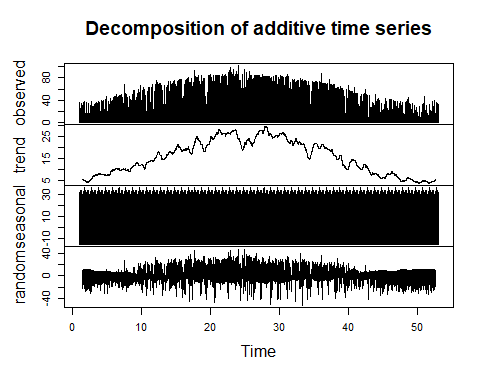 Decomposition of additive time series
observed
0 40 80
trend
5 15 25
seasonal
-10 10 30
random
-40 0 40
0 10 20 30 40 50
Time